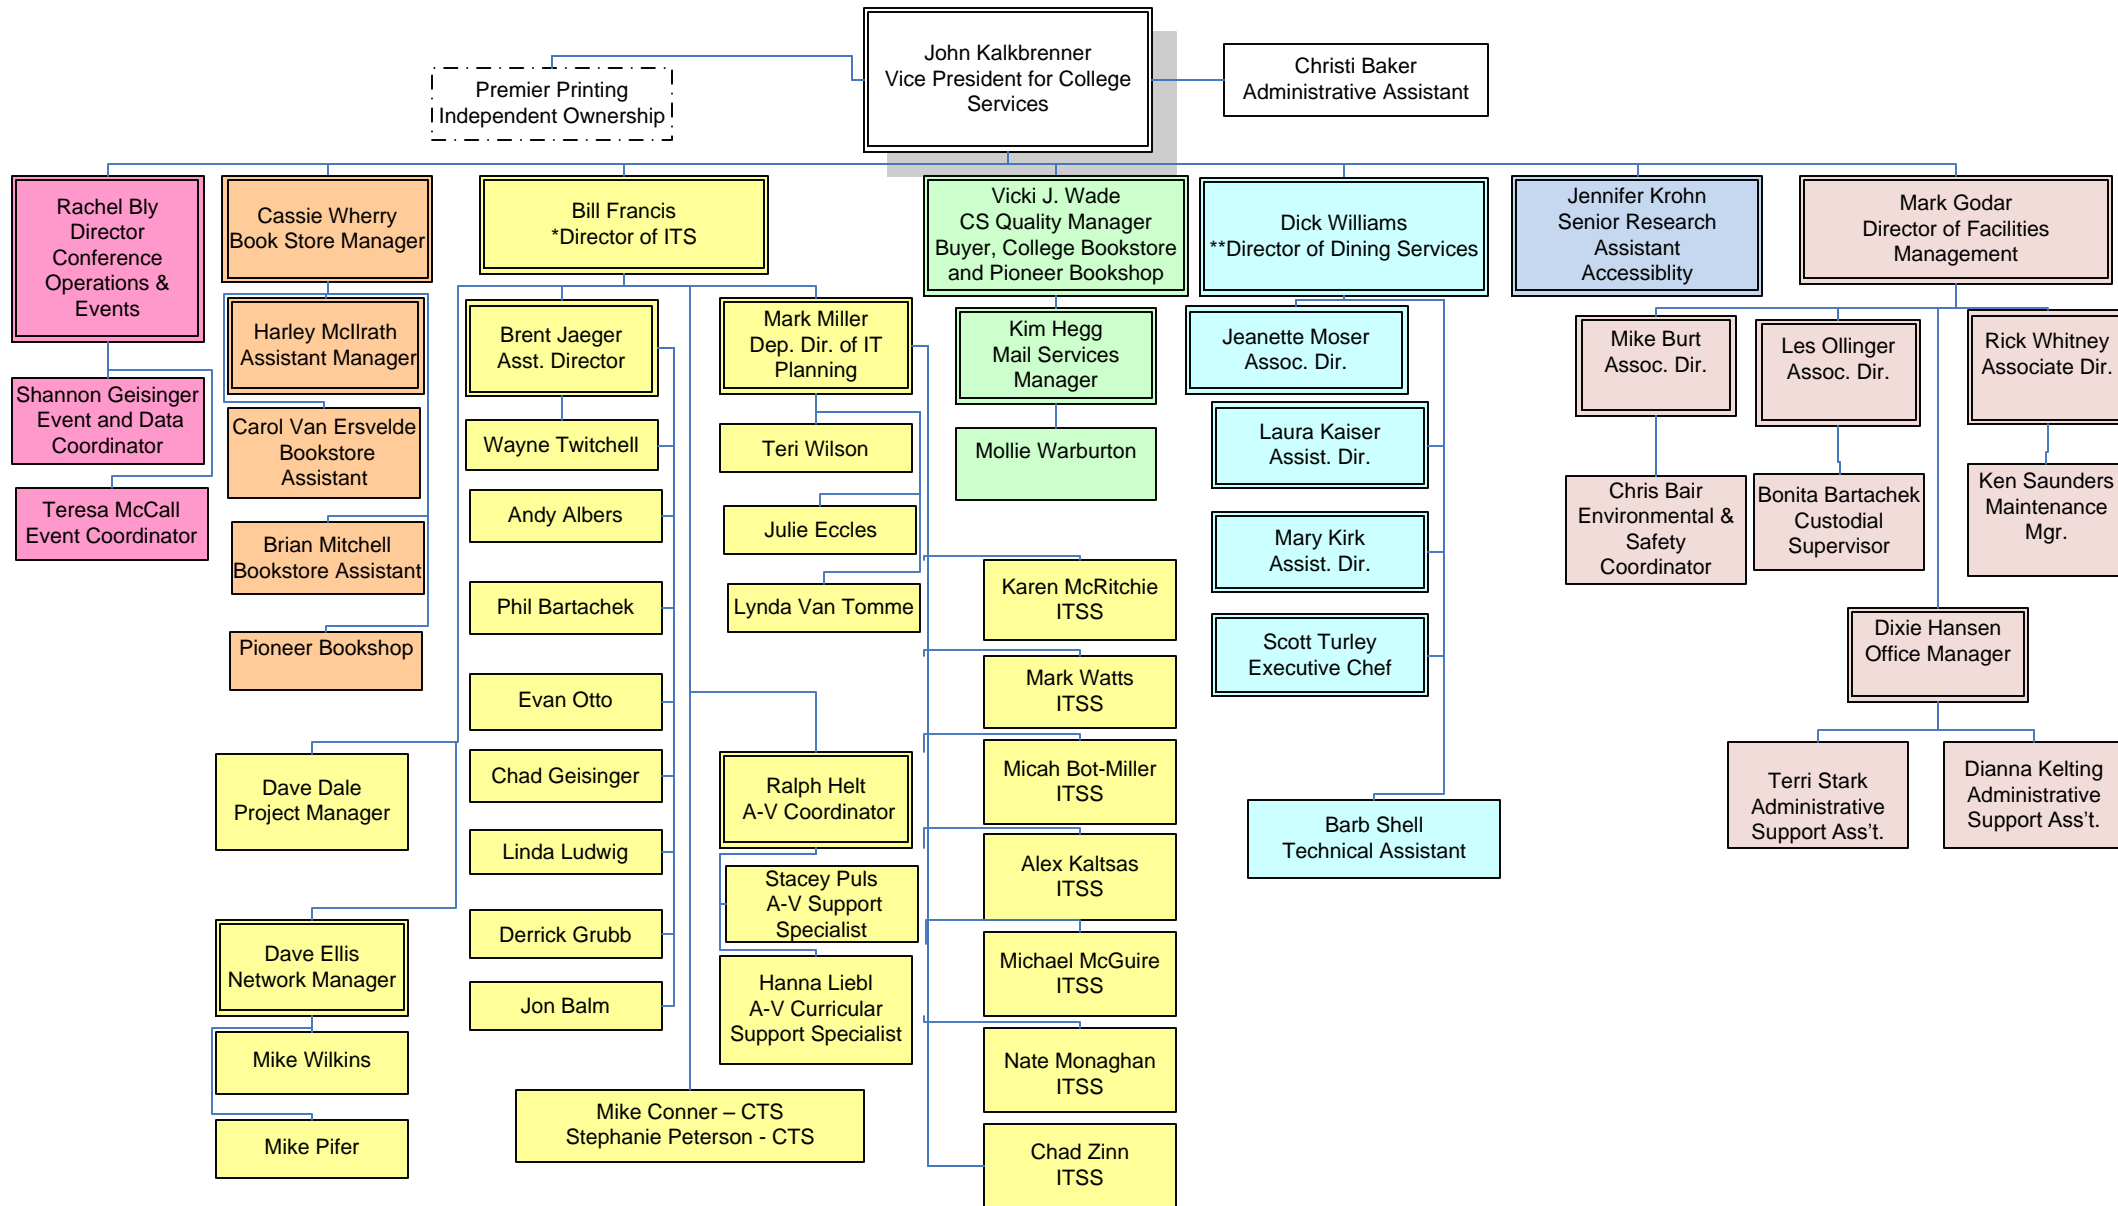 John Kalkbrenner
Vice President for College
Services
Premier Printing
Independent Ownership
Christi Baker
Administrative Assistant
Rachel Bly
Director
Conference
Operations &
Events
Shannon Geisinger
Event and Data
Coordinator
Teresa McCall
Event Coordinator
Cassie Wherry
Book Store Manager
Harley McIlrath
Assistant Manager
Carol Van Ersvelde
Bookstore
Assistant
Brian Mitchell
Bookstore Assistant
Pioneer Bookshop
Bill Francis
*Director of ITS
Dave Dale
Project Manager
Dave Ellis
Network Manager
Mike Wilkins
Mike Pifer
Brent Jaeger
Asst. Director
Wayne Twitchell
Andy Albers
Phil Bartachek
Evan Otto
Chad Geisinger
Linda Ludwig
Derrick Grubb
Jon Balm
Mike Conner – CTS
Stephanie Peterson - CTS
Mark Miller
Dep. Dir. of IT
Planning
Teri Wilson
Julie Eccles
Lynda Van Tomme
Ralph Helt
A-V Coordinator
Stacey Puls
A-V Support
Specialist
Hanna Liebl
A-V Curricular
Support Specialist
Karen McRitchie
ITSS
Mark Watts
ITSS
Micah Bot-Miller
ITSS
Alex Kaltsas
ITSS
Michael McGuire
ITSS
Nate Monaghan
ITSS
Chad Zinn
ITSS
Vicki J. Wade
CS Quality Manager
Buyer, College Bookstore
and Pioneer Bookshop
Kim Hegg
Mail Services
Manager
Mollie Warburton
Dick Williams
**Director of Dining Services
Jeanette Moser
Assoc. Dir.
Laura Kaiser
Assist. Dir.
Mary Kirk
Assist. Dir.
Scott Turley
Executive Chef
Barb Shell
Technical Assistant
Jennifer Krohn
Senior Research
Assistant
Accessiblity
Mark Godar
Director of Facilities
Management
Mike Burt
Assoc. Dir.
Chris Bair
Environmental &
Safety
Coordinator
Les Ollinger
Assoc. Dir.
Bonita Bartachek
Custodial
Supervisor
Rick Whitney
Associate Dir.
Ken Saunders
Maintenance
Mgr.
Dixie Hansen
Office Manager
Terri Stark
Administrative
Support Ass't.
Dianna Kelting
Administrative
Support Ass't.